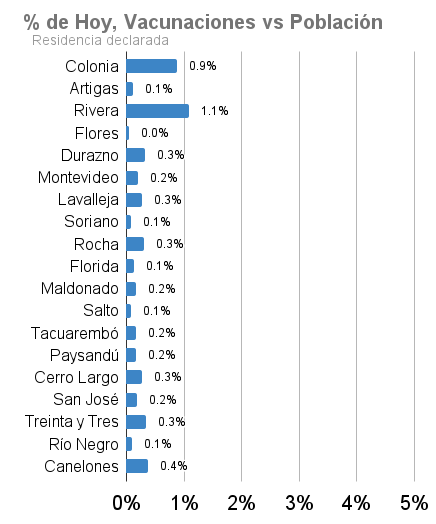 % de Hoy, Vacunaciones vs Población
Residencia declarada
Colonia 0.9%
Artigas 0.1%
Rivera 1.1%
Flores 0.0%
Durazno 0.3%
Montevideo 0.2%
Lavalleja 0.3%
Soriano 0.1%
Rocha 0.3%
Florida 0.1%
Maldonado 0.2%
Salto 0.1%
Tacuarembó 0.2%
Paysandú 0.2%
Cerro Largo 0.3%
San José 0.2%
Treinta y Tres 0.3%
Río Negro 0.1%
Canelones 0.4%
0% 1% 2% 3% 4% 5%